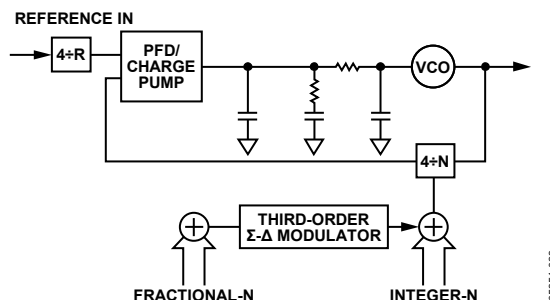 REFERENCE IN
4÷R
PFD/
CHARGE
PUMP
VCO
4÷N
THIRD-ORDER
Σ-Δ MODULATOR
FRACTIONAL-N
INTEGER-N